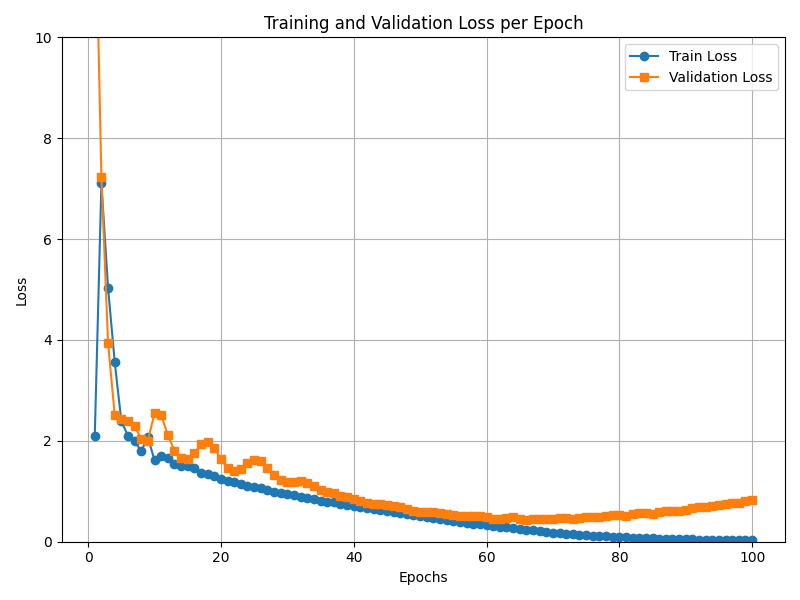 Training and Validation Loss per Epoch
10
8
6
4
2
0
Loss
Train Loss
Validation Loss
0 20 40 60 80 100
Epochs